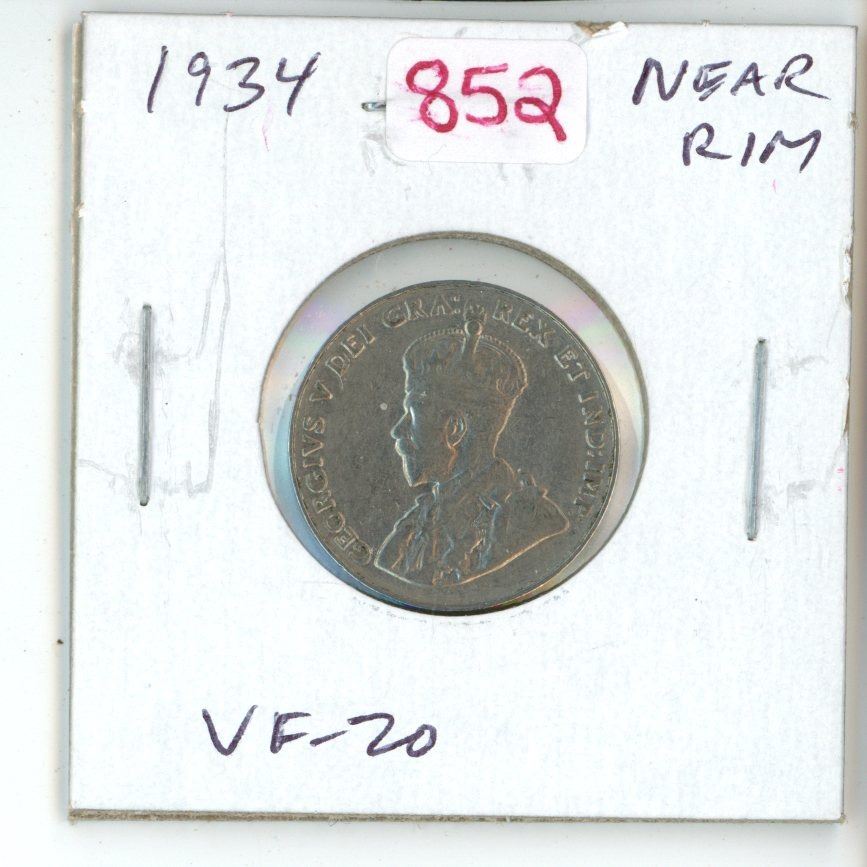 1934
852
NEAR
RIM
GEORGIVS V DEI GRA: REX ET IND: IMP:
VF-20